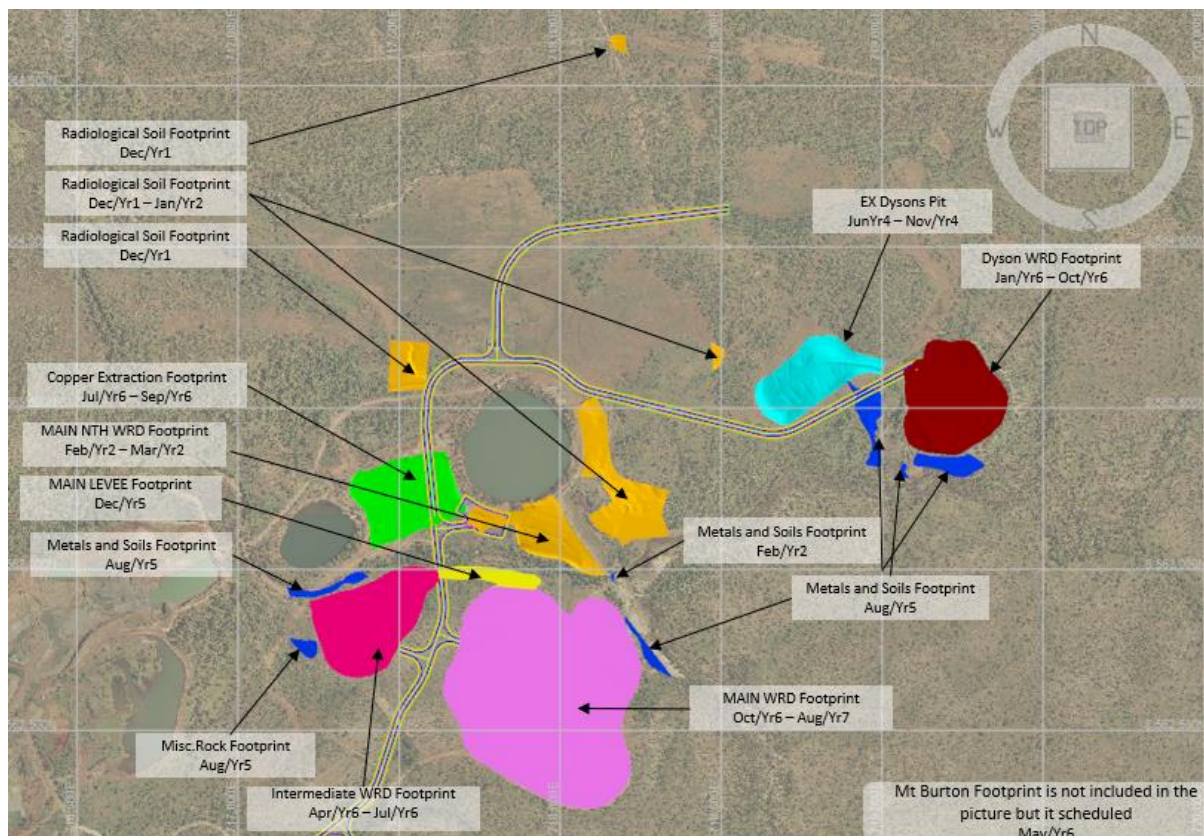 N
W
TOP
E
S
Radiological Soil Footprint
Dec/Yr1
Radiological Soil Footprint
Dec/Yr1 – Jan/Yr2
Radiological Soil Footprint
Dec/Yr1
EX Dysons Pit
JunYr4 – Nov/Yr4
Dyson WRD Footprint
Jan/Yr6 – Oct/Yr6
Copper Extraction Footprint
Jul/Yr6 – Sep/Yr6
MAIN NTH WRD Footprint
Feb/Yr2 – Mar/Yr2
MAIN LEVEE Footprint
Dec/Yr5
Metals and Soils Footprint
Aug/Yr5
Metals and Soils Footprint
Feb/Yr2
Metals and Soils Footprint
Aug/Yr5
MAIN WRD Footprint
Oct/Yr6 – Aug/Yr7
Misc.Rock Footprint
Aug/Yr5
Intermediate WRD Footprint
Apr/Yr6 – Jul/Yr6
Mt Burton Footprint is not included in the
picture but it scheduled
May/Yr6